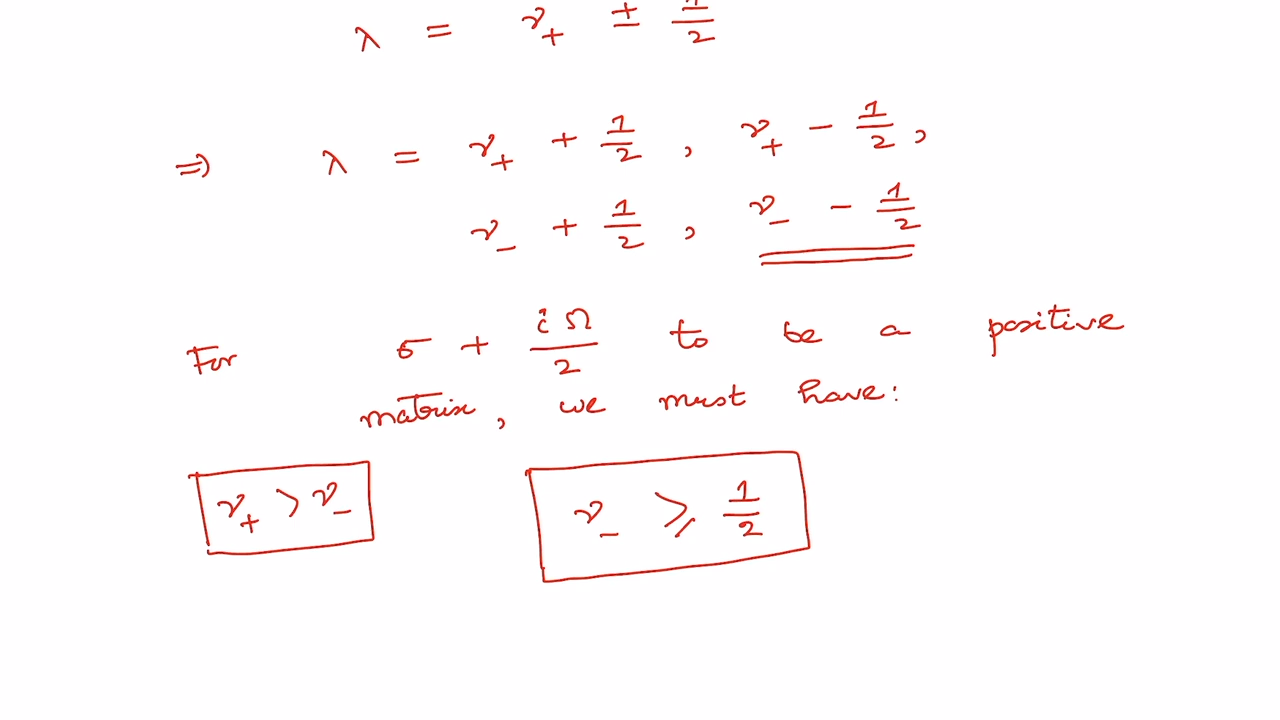 λ = ν₊ ± 1/2
⇒ λ = ν₊ + 1/2 , ν₊ − 1/2 ,
ν₋ + 1/2 , ν₋ − 1/2
For σ + iΩ/2 to be a positive
matrix, we must have:
ν₊ > ν₋ ν₋ ⩾ 1/2